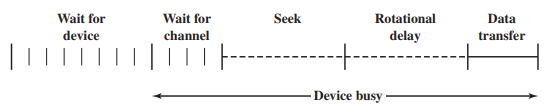 Wait for device
Wait for channel
Seek
Rotational delay
Data transfer
Device busy